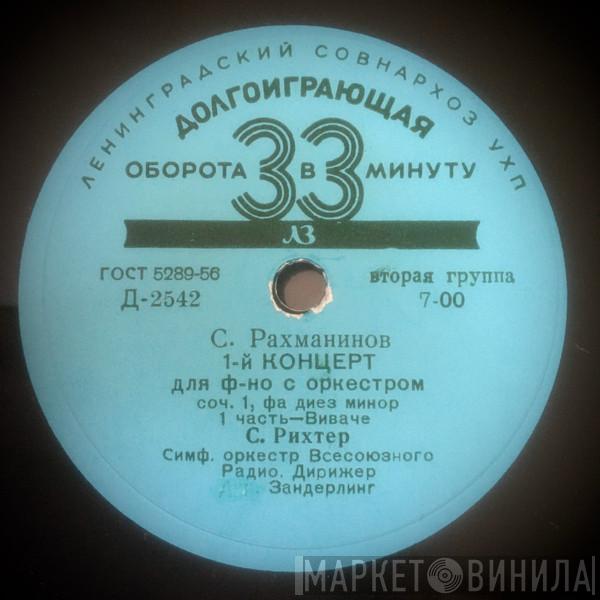 ЛЕНИНГРАДСКИЙ СОВНАРХОЗ УХП
ДОЛГОИГРАЮЩАЯ
ОБОРОТА 33 В МИНУТУ
ЛЗ
ГОСТ 5289-56
Д-2542
вторая группа
7-00
С. Рахманинов
1-й КОНЦЕРТ
для ф-но с оркестром
соч. 1, фа диез минор
1 часть—Виваче
С. Рихтер
Симф. оркестр Всесоюзного
Радио. Дирижер
Зандерлинг
МАРКЕТ ВИНИЛА